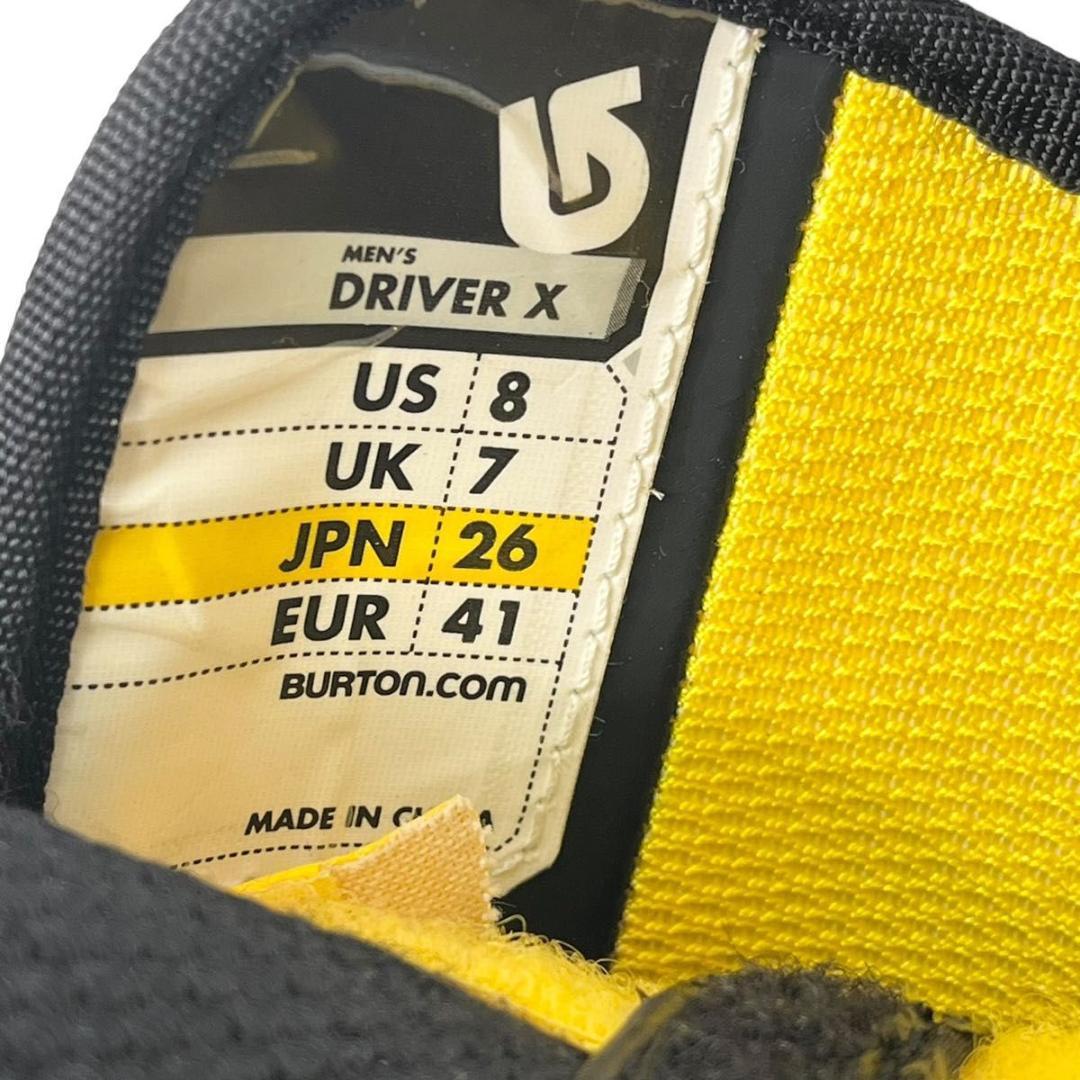 MEN'S
DRIVER X
US 8
UK 7
JPN 26
EUR 41
BURTON.COM
MADE IN